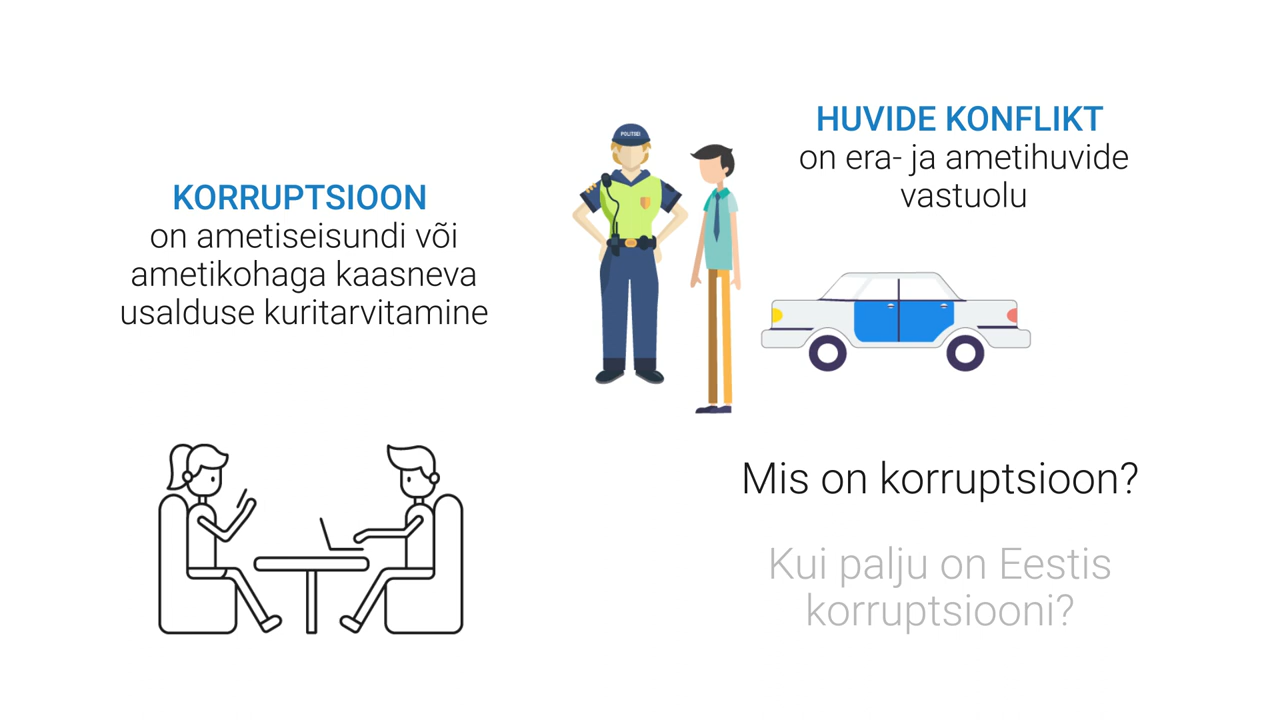 KORRUPTSIOON
on ametiseisundi või
ametikohaga kaasneva
usalduse kuritarvitamine
POLITSEI
HUVIDE KONFLIKT
on era- ja ametihuvide
vastuolu
Mis on korruptsioon?
Kui palju on Eestis
korruptsiooni?